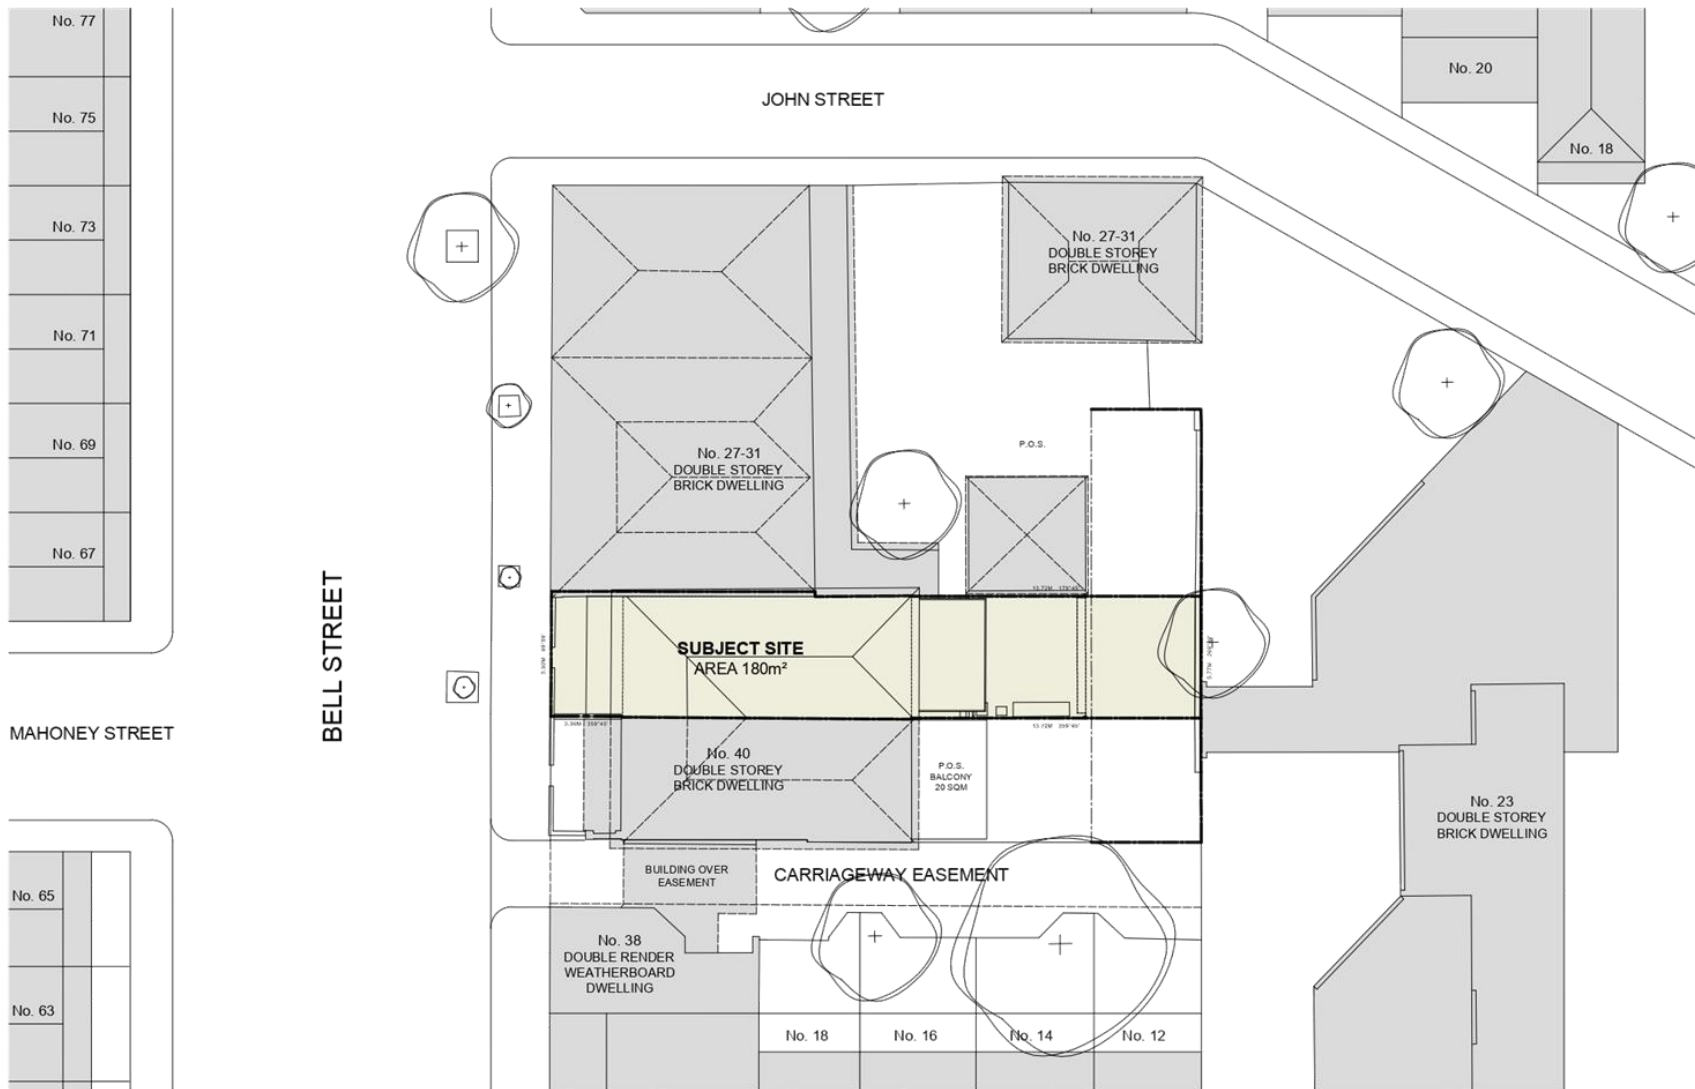 No. 77
No. 20
JOHN STREET
No. 75
No. 18
No. 73
No. 27-31
DOUBLE STOREY
BRICK DWELLING
No. 71
No. 69
P.O.S.
No. 27-31
DOUBLE STOREY
BRICK DWELLING
No. 67
BELL STREET
SUBJECT SITE
AREA 180m²
MAHONEY STREET
No. 40
DOUBLE STOREY
BRICK DWELLING
P.O.S.
BALCONY
20 SQM
No. 23
DOUBLE STOREY
BRICK DWELLING
BUILDING OVER
EASEMENT
CARRIAGEWAY EASEMENT
No. 65
No. 38
DOUBLE RENDER
WEATHERBOARD
DWELLING
No. 63
No. 18
No. 16
No. 14
No. 12